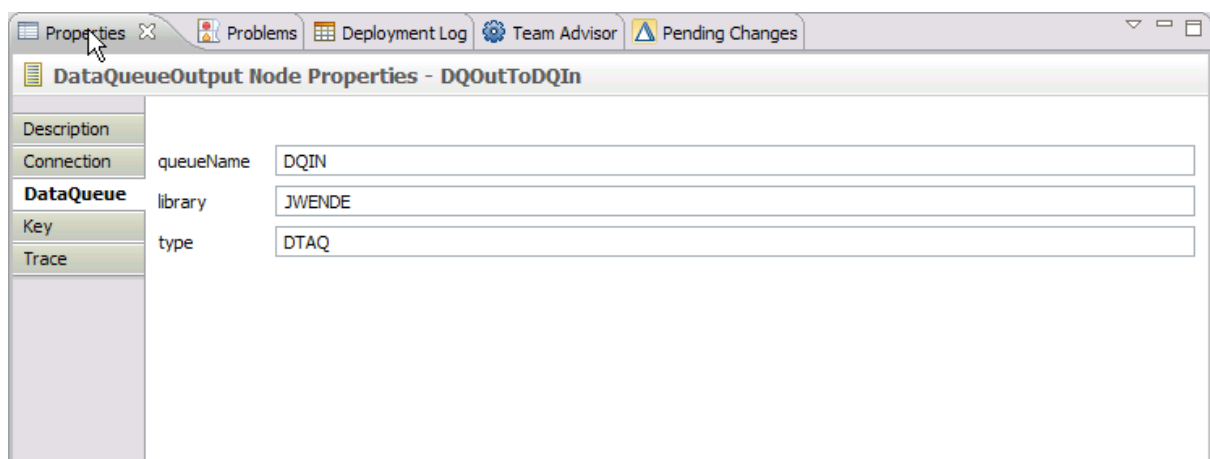 Properties Problems Deployment Log Team Advisor Pending Changes
DataQueueOutput Node Properties - DQOutToDQIn
Description
Connection queueName DQIN
DataQueue library JWENDE
Key type DTAQ
Trace